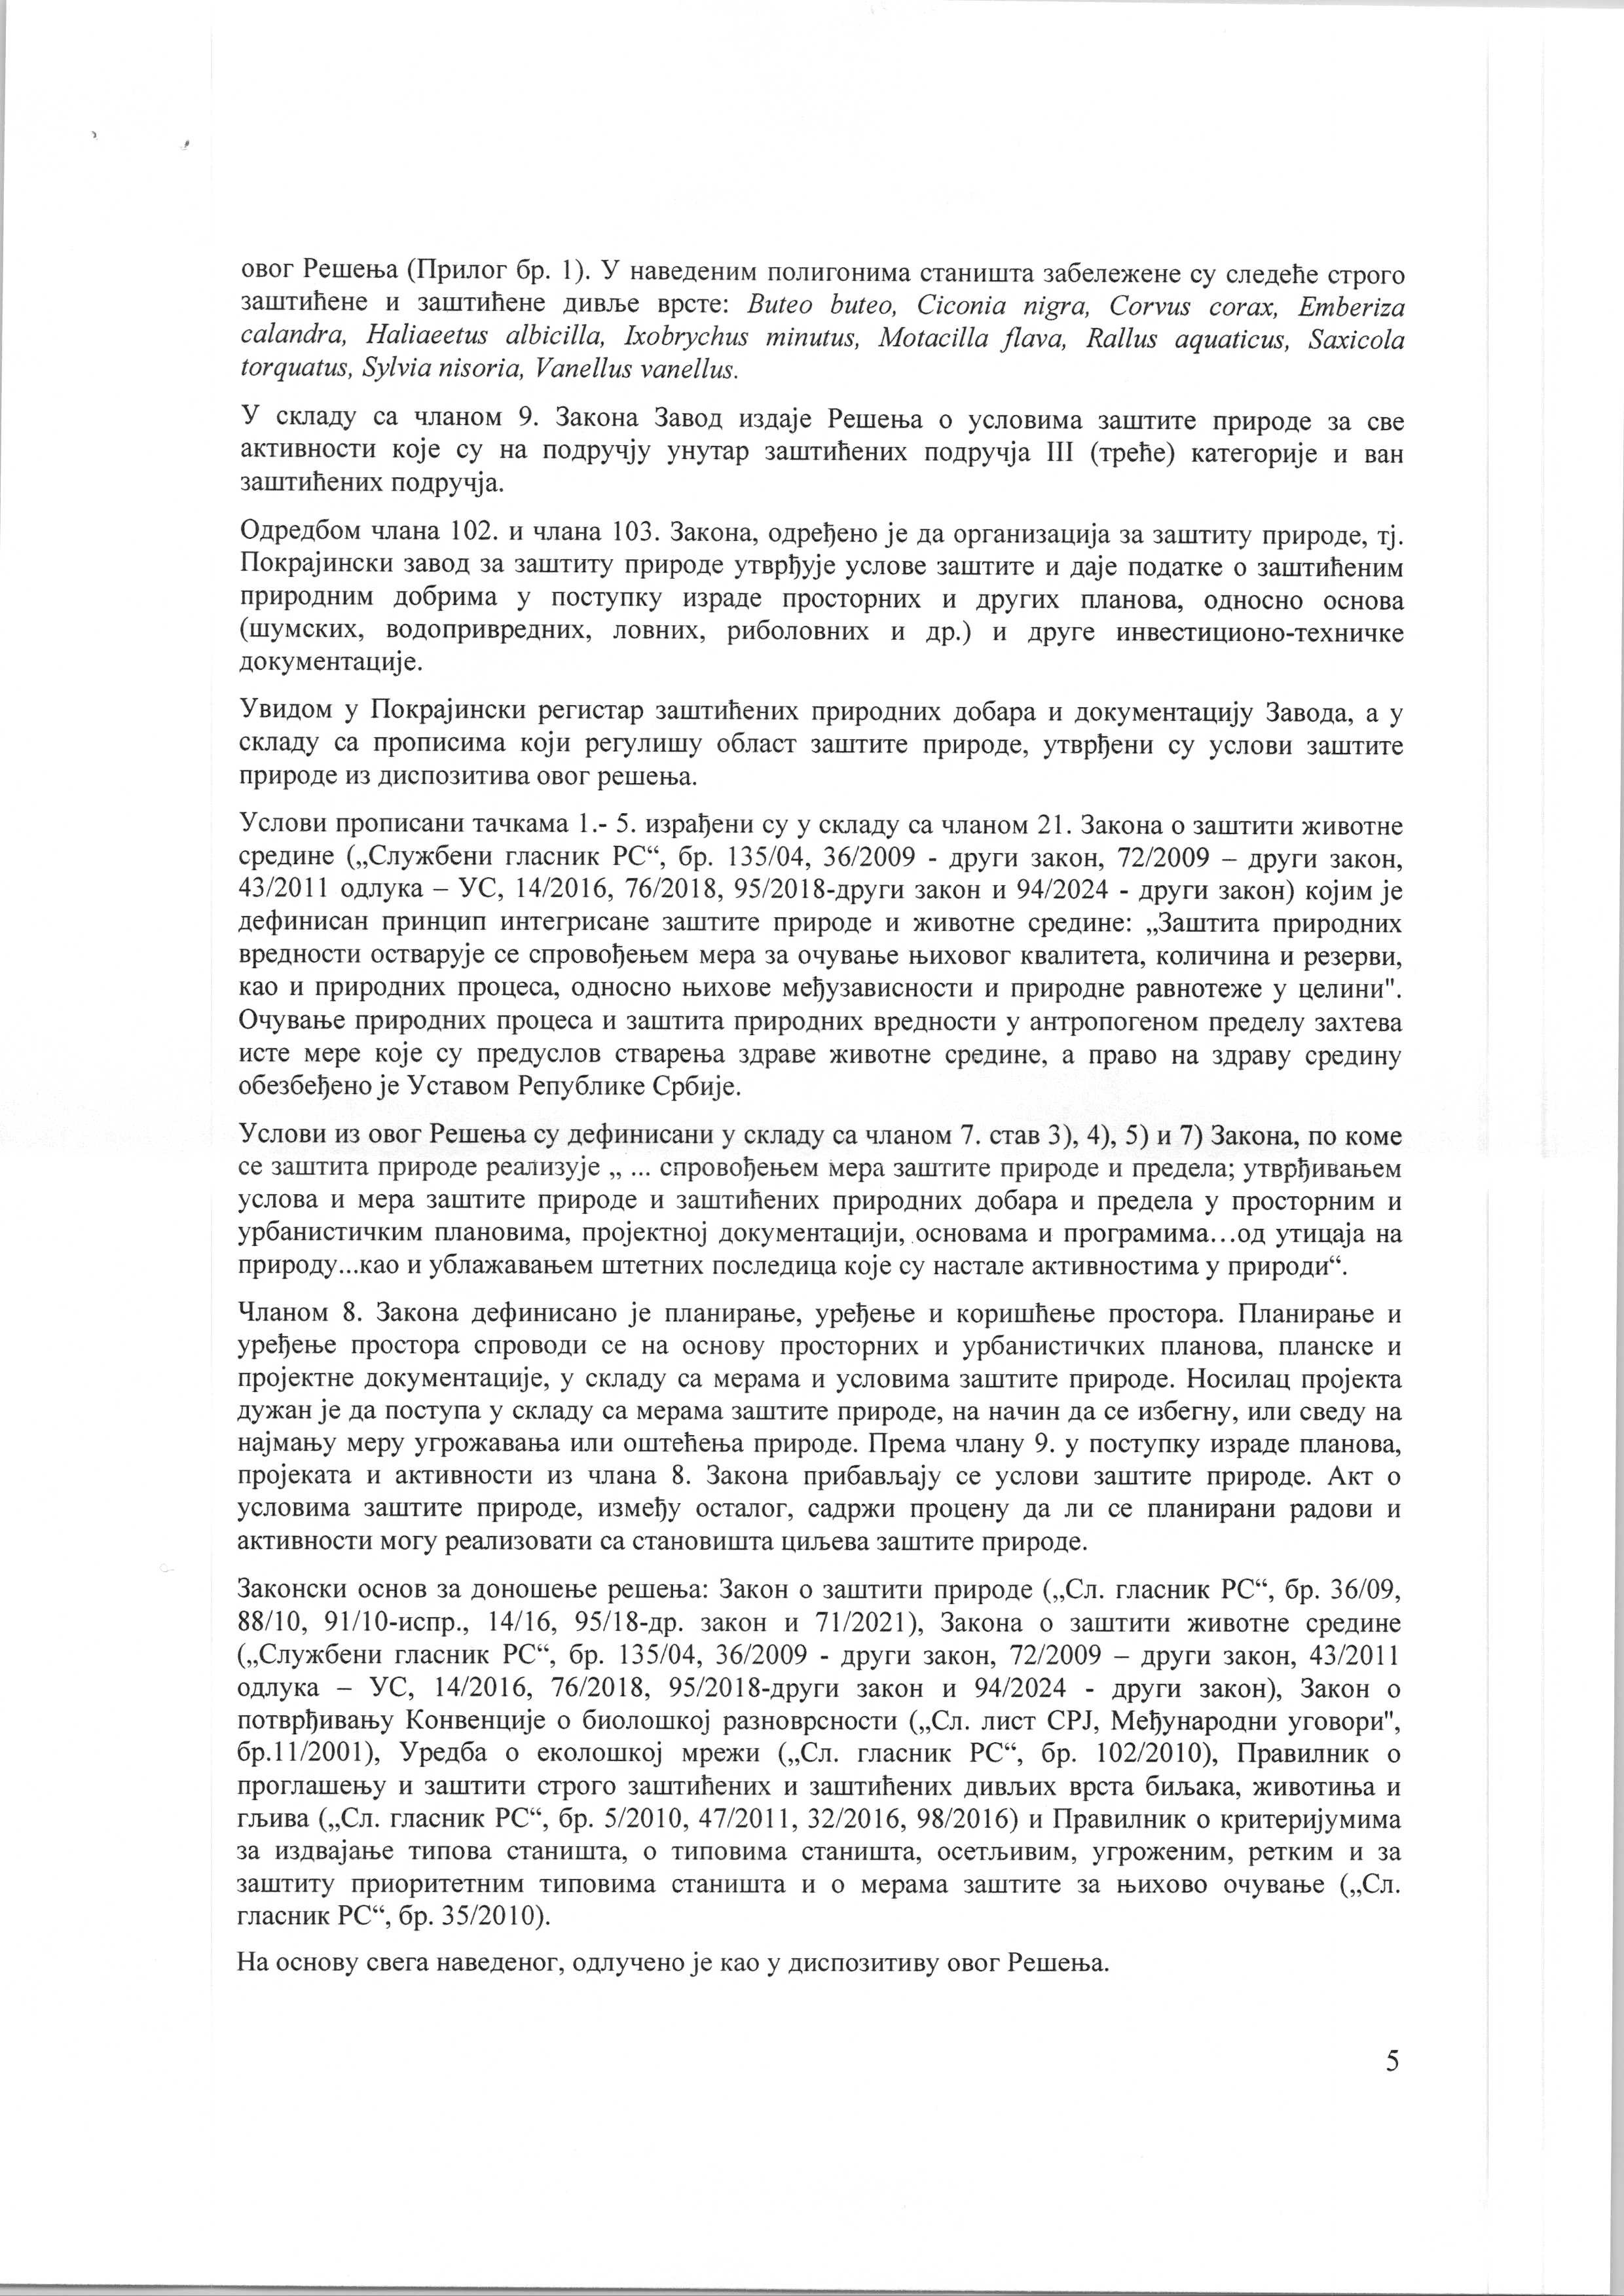 овог Решења (Прилог бр. 1). У наведеним полигонима станишта забележене су следеће строго
заштићене и заштићене дивље врсте: Buteo buteo, Ciconia nigra, Corvus corax, Emberiza
calandra, Haliaeetus albicilla, Ixobrychus minutus, Motacilla flava, Rallus aquaticus, Saxicola
torquatus, Sylvia nisoria, Vanellus vanellus.
У складу са чланом 9. Закона Завод издаје Решења о условима заштите природе за све
активности које су на подручју унутар заштићених подручја III (треће) категорије и ван
заштићених подручја.
Одредбом члана 102. и члана 103. Закона, одређено је да организација за заштиту природе, тј.
Покрајински завод за заштиту природе утврђује услове заштите и даје податке о заштићеним
природним добрима у поступку израде просторних и других планова, односно основа
(шумских, водопривредних, ловних, риболовних и др.) и друге инвестиционо-техничке
документације.
Увидом у Покрајински регистар заштићених природних добара и документацију Завода, а у
складу са прописима који регулишу област заштите природе, утврђени су услови заштите
природе из диспозитива овог решења.
Услови прописани тачкама 1.- 5. израђени су у складу са чланом 21. Закона о заштити животне
средине („Службени гласник РС“, бр. 135/04, 36/2009 - други закон, 72/2009 – други закон,
43/2011 одлука – УС, 14/2016, 76/2018, 95/2018-други закон и 94/2024 - други закон) којим је
дефинисан принцип интегрисане заштите природе и животне средине: „Заштита природних
вредности остварује се спровођењем мера за очување њиховог квалитета, количина и резерви,
као и природних процеса, односно њихове међузависности и природне равнотеже у целини".
Очување природних процеса и заштита природних вредности у антропогеном пределу захтева
исте мере које су предуслов стварења здраве животне средине, а право на здраву средину
обезбеђено је Уставом Републике Србије.
Услови из овог Решења су дефинисани у складу са чланом 7. став 3), 4), 5) и 7) Закона, по коме
се заштита природе реализује „ ... спровођењем мера заштите природе и предела; утврђивањем
услова и мера заштите природе и заштићених природних добара и предела у просторним и
урбанистичким плановима, пројектној документацији, основама и програмима...од утицаја на
природу...као и ублажавањем штетних последица које су настале активностима у природи“.
Чланом 8. Закона дефинисано је планирање, уређење и коришћење простора. Планирање и
уређење простора спроводи се на основу просторних и урбанистичких планова, планске и
пројектне документације, у складу са мерама и условима заштите природе. Носилац пројекта
дужан је да поступа у складу са мерама заштите природе, на начин да се избегну, или сведу на
најмању меру угрожавања или оштећења природе. Према члану 9. у поступку израде планова,
пројеката и активности из члана 8. Закона прибављају се услови заштите природе. Акт о
условима заштите природе, између осталог, садржи процену да ли се планирани радови и
активности могу реализовати са становишта циљева заштите природе.
Законски основ за доношење решења: Закон о заштити природе („Сл. гласник РС“, бр. 36/09,
88/10, 91/10-испр., 14/16, 95/18-др. закон и 71/2021), Закона о заштити животне средине
(„Службени гласник РС“, бр. 135/04, 36/2009 - други закон, 72/2009 – други закон, 43/2011
одлука – УС, 14/2016, 76/2018, 95/2018-други закон и 94/2024 - други закон), Закон о
потврђивању Конвенције о биолошкој разноврсности („Сл. лист СРЈ, Међународни уговори",
бр.11/2001), Уредба о еколошкој мрежи („Сл. гласник РС“, бр. 102/2010), Правилник о
проглашењу и заштити строго заштићених и заштићених дивљих врста биљака, животиња и
гљива („Сл. гласник РС“, бр. 5/2010, 47/2011, 32/2016, 98/2016) и Правилник о критеријумима
за издвајање типова станишта, о типовима станишта, осетљивим, угроженим, ретким и за
заштиту приоритетним типовима станишта и о мерама заштите за њихово очување („Сл.
гласник РС“, бр. 35/2010).
На основу свега наведеног, одлучено је као у диспозитиву овог Решења.
5